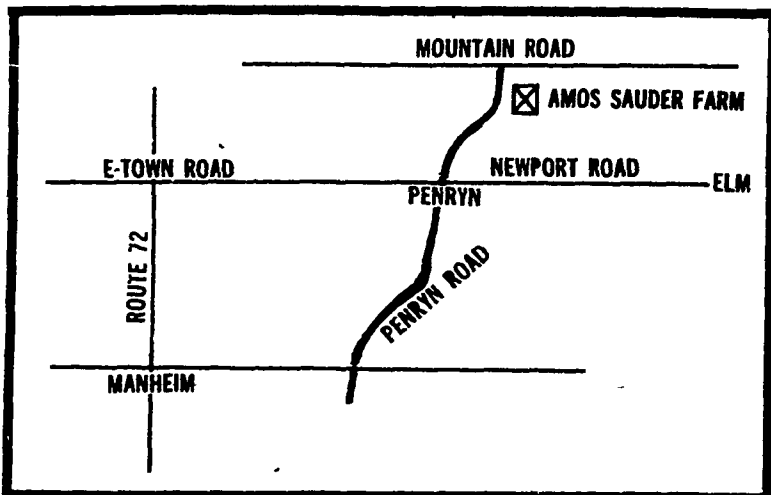 MOUNTAIN ROAD
AMOS SAUDER FARM
E-TOWN ROAD
NEWPORT ROAD
ELM
PENRYN
ROUTE 72
PENRYN ROAD
MANHEIM